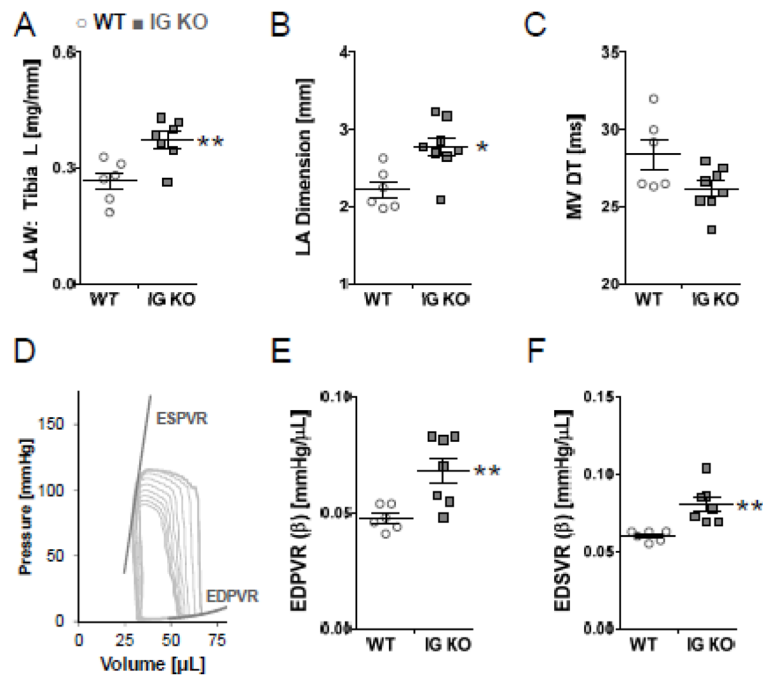 A
○ WT ■ IG KO
LAW: Tibia L [mg/mm]
0.6
0.3
0.0
WT IG KO
**
B
LA Dimension [mm]
4
3
2
1
WT IG KO
*
C
MV DT [ms]
35
30
25
20
WT IG KO
D
Pressure [mmHg]
150
100
50
0
ESPVR
EDPVR
0 25 50 75
Volume [µL]
E
EDPVR (β) [mmHg/µL]
0.10
0.05
0.00
WT IG KO
**
F
EDSVR (β) [mmHg/µL]
0.15
0.10
0.05
0.00
WT IG KO
**